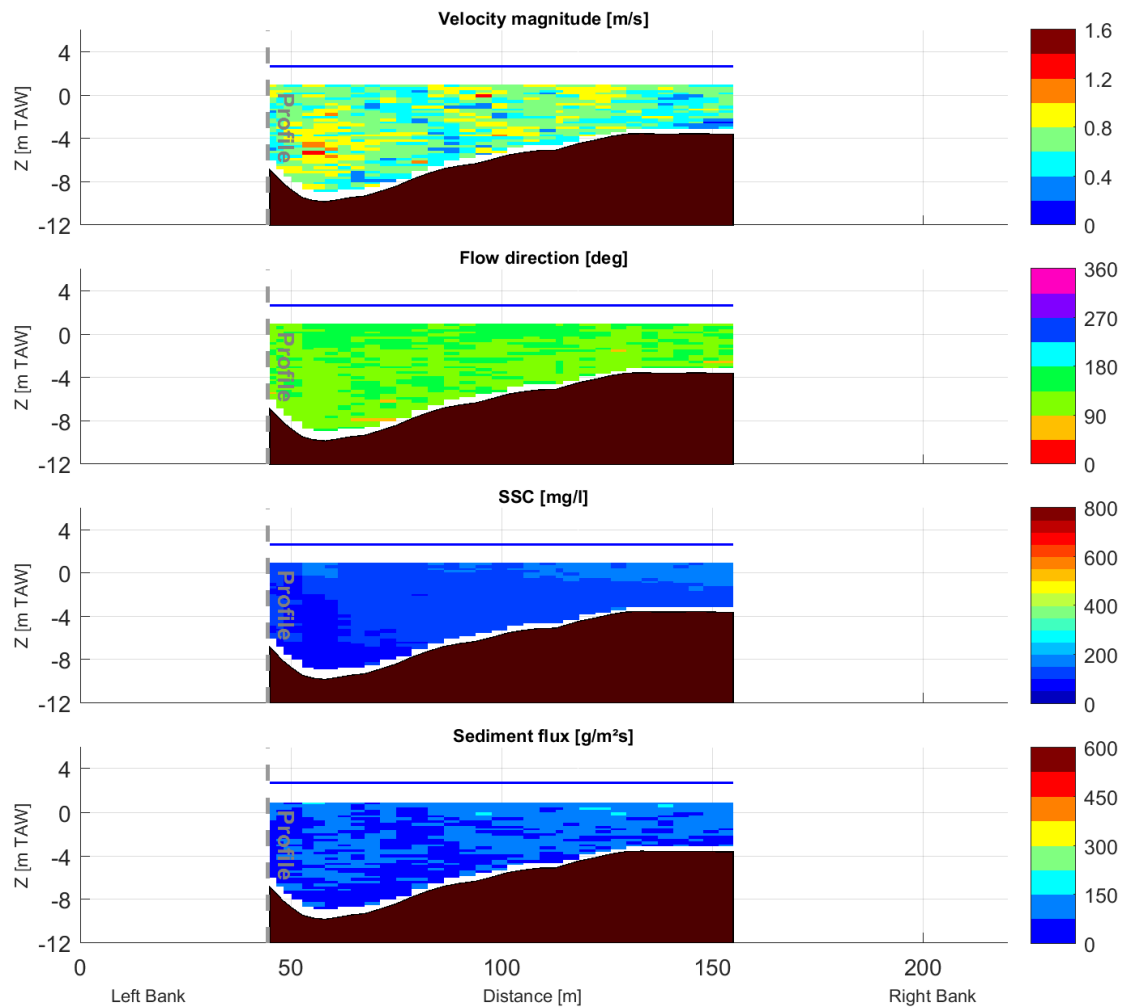 Velocity magnitude [m/s]
Z [m TAW]
4
0
-4
-8
-12
Profile
1.6
1.2
0.8
0.4
0
Flow direction [deg]
Z [m TAW]
4
0
-4
-8
-12
Profile
360
270
180
90
0
SSC [mg/l]
Z [m TAW]
4
0
-4
-8
-12
Profile
800
600
400
200
0
Sediment flux [g/m²s]
Z [m TAW]
4
0
-4
-8
-12
Profile
600
450
300
150
0
0 50 100 150 200
Left Bank Distance [m] Right Bank